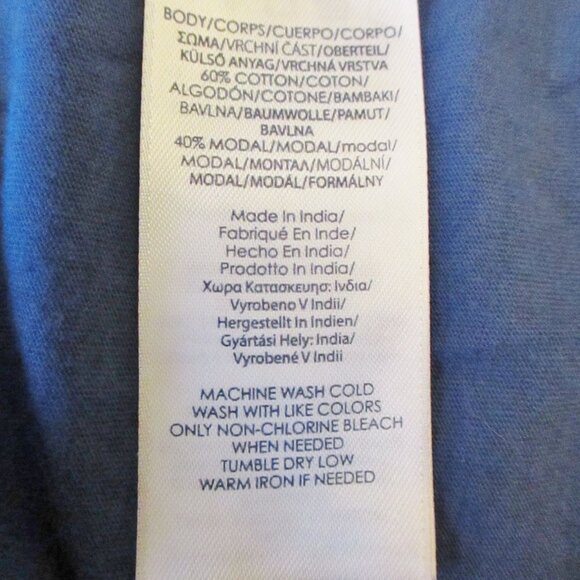 BODY/CORPS/CUERPO/CORPO/
ΣΩΜΑ/VRCHNÍ ČÁST/OBERTEIL/
KÜLSŐ ANYAG/VRCHNÁ VRSTVA
60% COTTON/COTON/
ALGODÓN/COTONE/ΒΑΜΒΑΚΙ/
BAVLNA/BAUMWOLLE/PAMUT/
BAVLNA
40% MODAL/MODAL/modal/
MODAL/ΜΟΝΤΑΛ/MODÁLNÍ/
MODAL/MODÁL/FORMÁLNY
Made In India/
Fabriqué En Inde/
Hecho En India/
Prodotto In India/
Χωρα Κατασκευησ: Ινδια/
Vyrobeno V Indii/
Hergestellt In Indien/
Gyártási Hely: India/
Vyrobené V Indii
MACHINE WASH COLD
WASH WITH LIKE COLORS
ONLY NON-CHLORINE BLEACH
WHEN NEEDED
TUMBLE DRY LOW
WARM IRON IF NEEDED